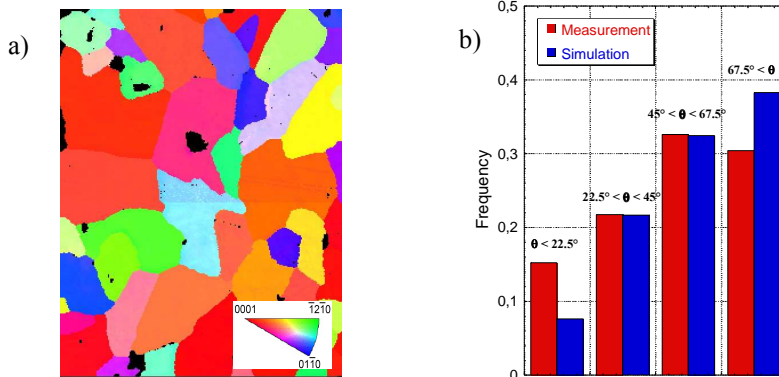 a)
0001
1̅21̅0
011̅0
b)
Frequency
0,5
0,4
0,3
0,2
0,1
0
Measurement
Simulation
θ < 22.5°
22.5° < θ < 45°
45° < θ < 67.5°
67.5° < θ